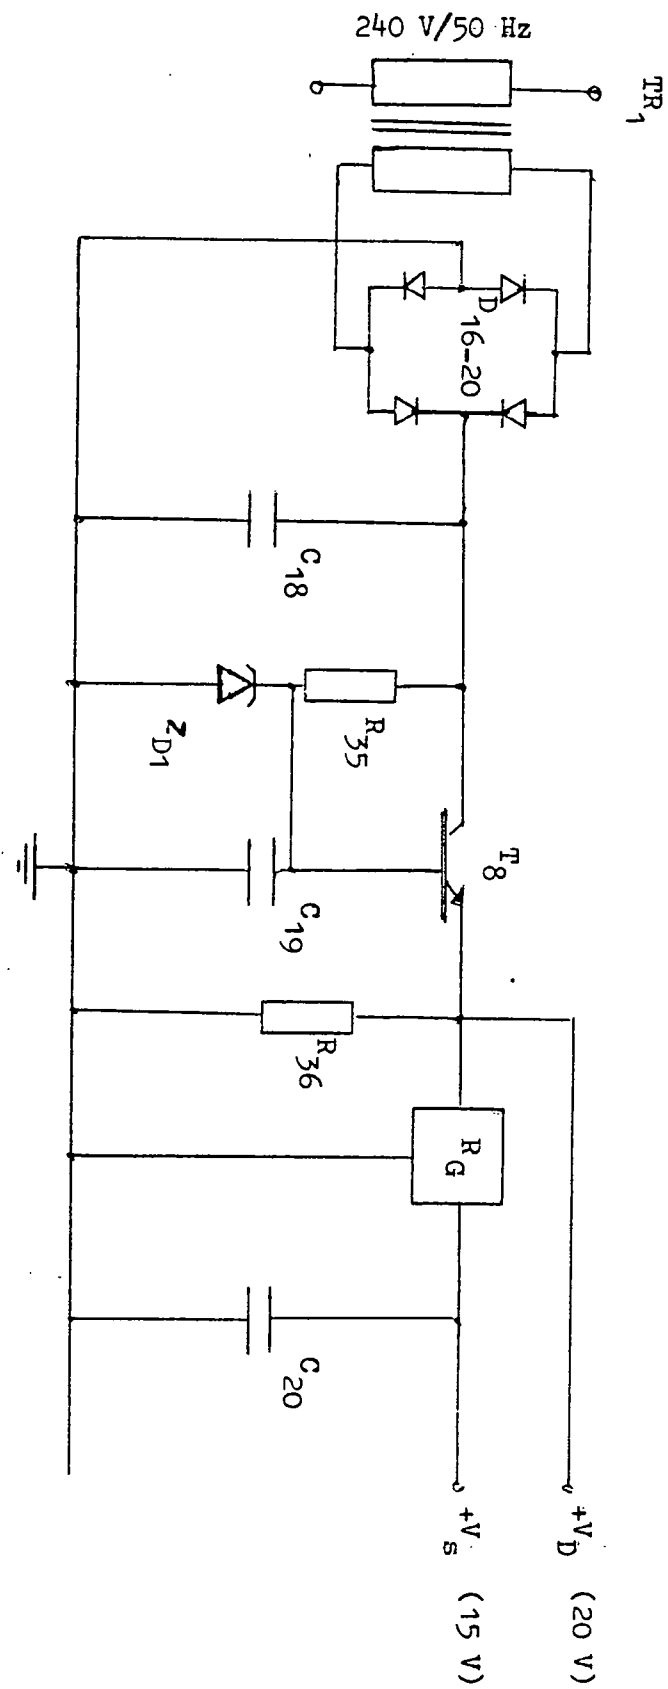 TR1
240 V/50 Hz
D16-20
C18
R35
ZD1
T8
C19
R36
RG
C20
+VD (20 V)
+Vs (15 V)